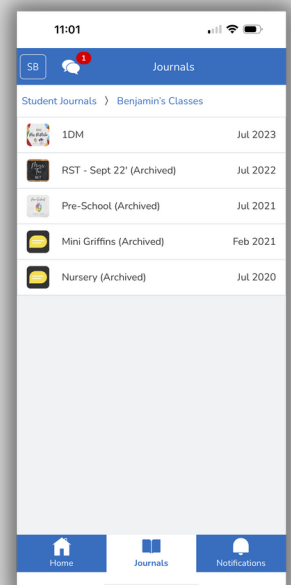 11:01
SB
1
Journals
Student Journals 〉 Benjamin's Classes
1DM Jul 2023
RST - Sept 22' (Archived) Jul 2022
Pre-School (Archived) Jul 2021
Mini Griffins (Archived) Feb 2021
Nursery (Archived) Jul 2020
Home Journals Notifications